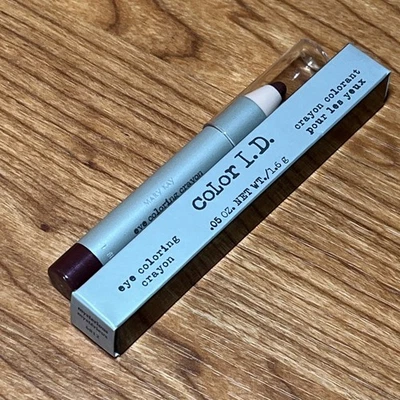 MARY KAY
eye coloring crayon
Color I.D.
.05 OZ. NET WT./1.6 g
eye coloring
crayon
crayon colorant
pour les yeux